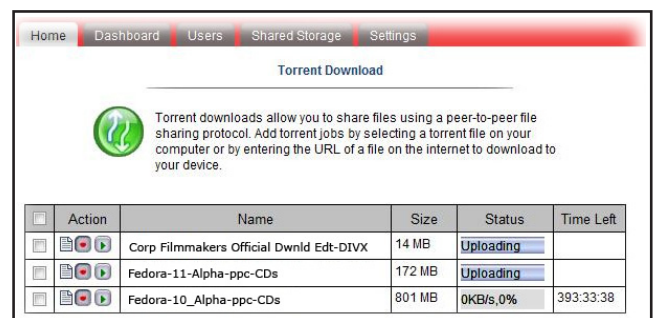 Home Dashboard Users Shared Storage Settings
Torrent Download
Torrent downloads allow you to share files using a peer-to-peer file
sharing protocol. Add torrent jobs by selecting a torrent file on your
computer or by entering the URL of a file on the internet to download to
your device.
Action Name Size Status Time Left
Corp Filmmakers Official Dwnld Edt-DIVX 14 MB Uploading
Fedora-11-Alpha-ppc-CDs 172 MB Uploading
Fedora-10_Alpha-ppc-CDs 801 MB 0KB/s,0% 393:33:38